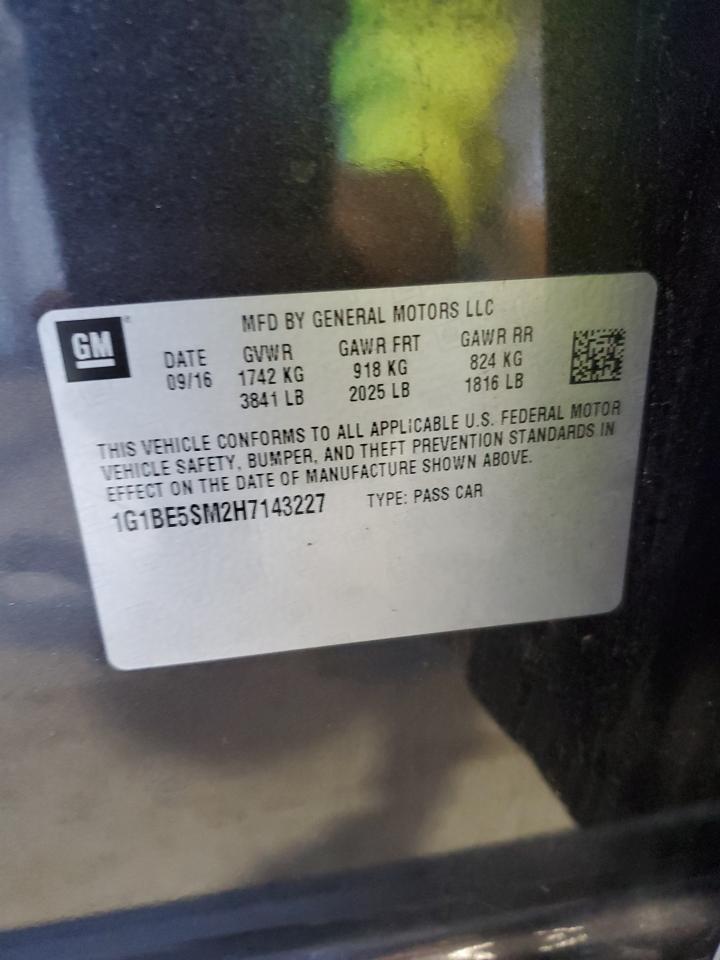 GM
MFD BY GENERAL MOTORS LLC
DATE GVWR GAWR FRT GAWR RR
09/16 1742 KG 918 KG 824 KG
3841 LB 2025 LB 1816 LB
THIS VEHICLE CONFORMS TO ALL APPLICABLE U.S. FEDERAL MOTOR
VEHICLE SAFETY, BUMPER, AND THEFT PREVENTION STANDARDS IN
EFFECT ON THE DATE OF MANUFACTURE SHOWN ABOVE.
1G1BE5SM2H7143227 TYPE: PASS CAR